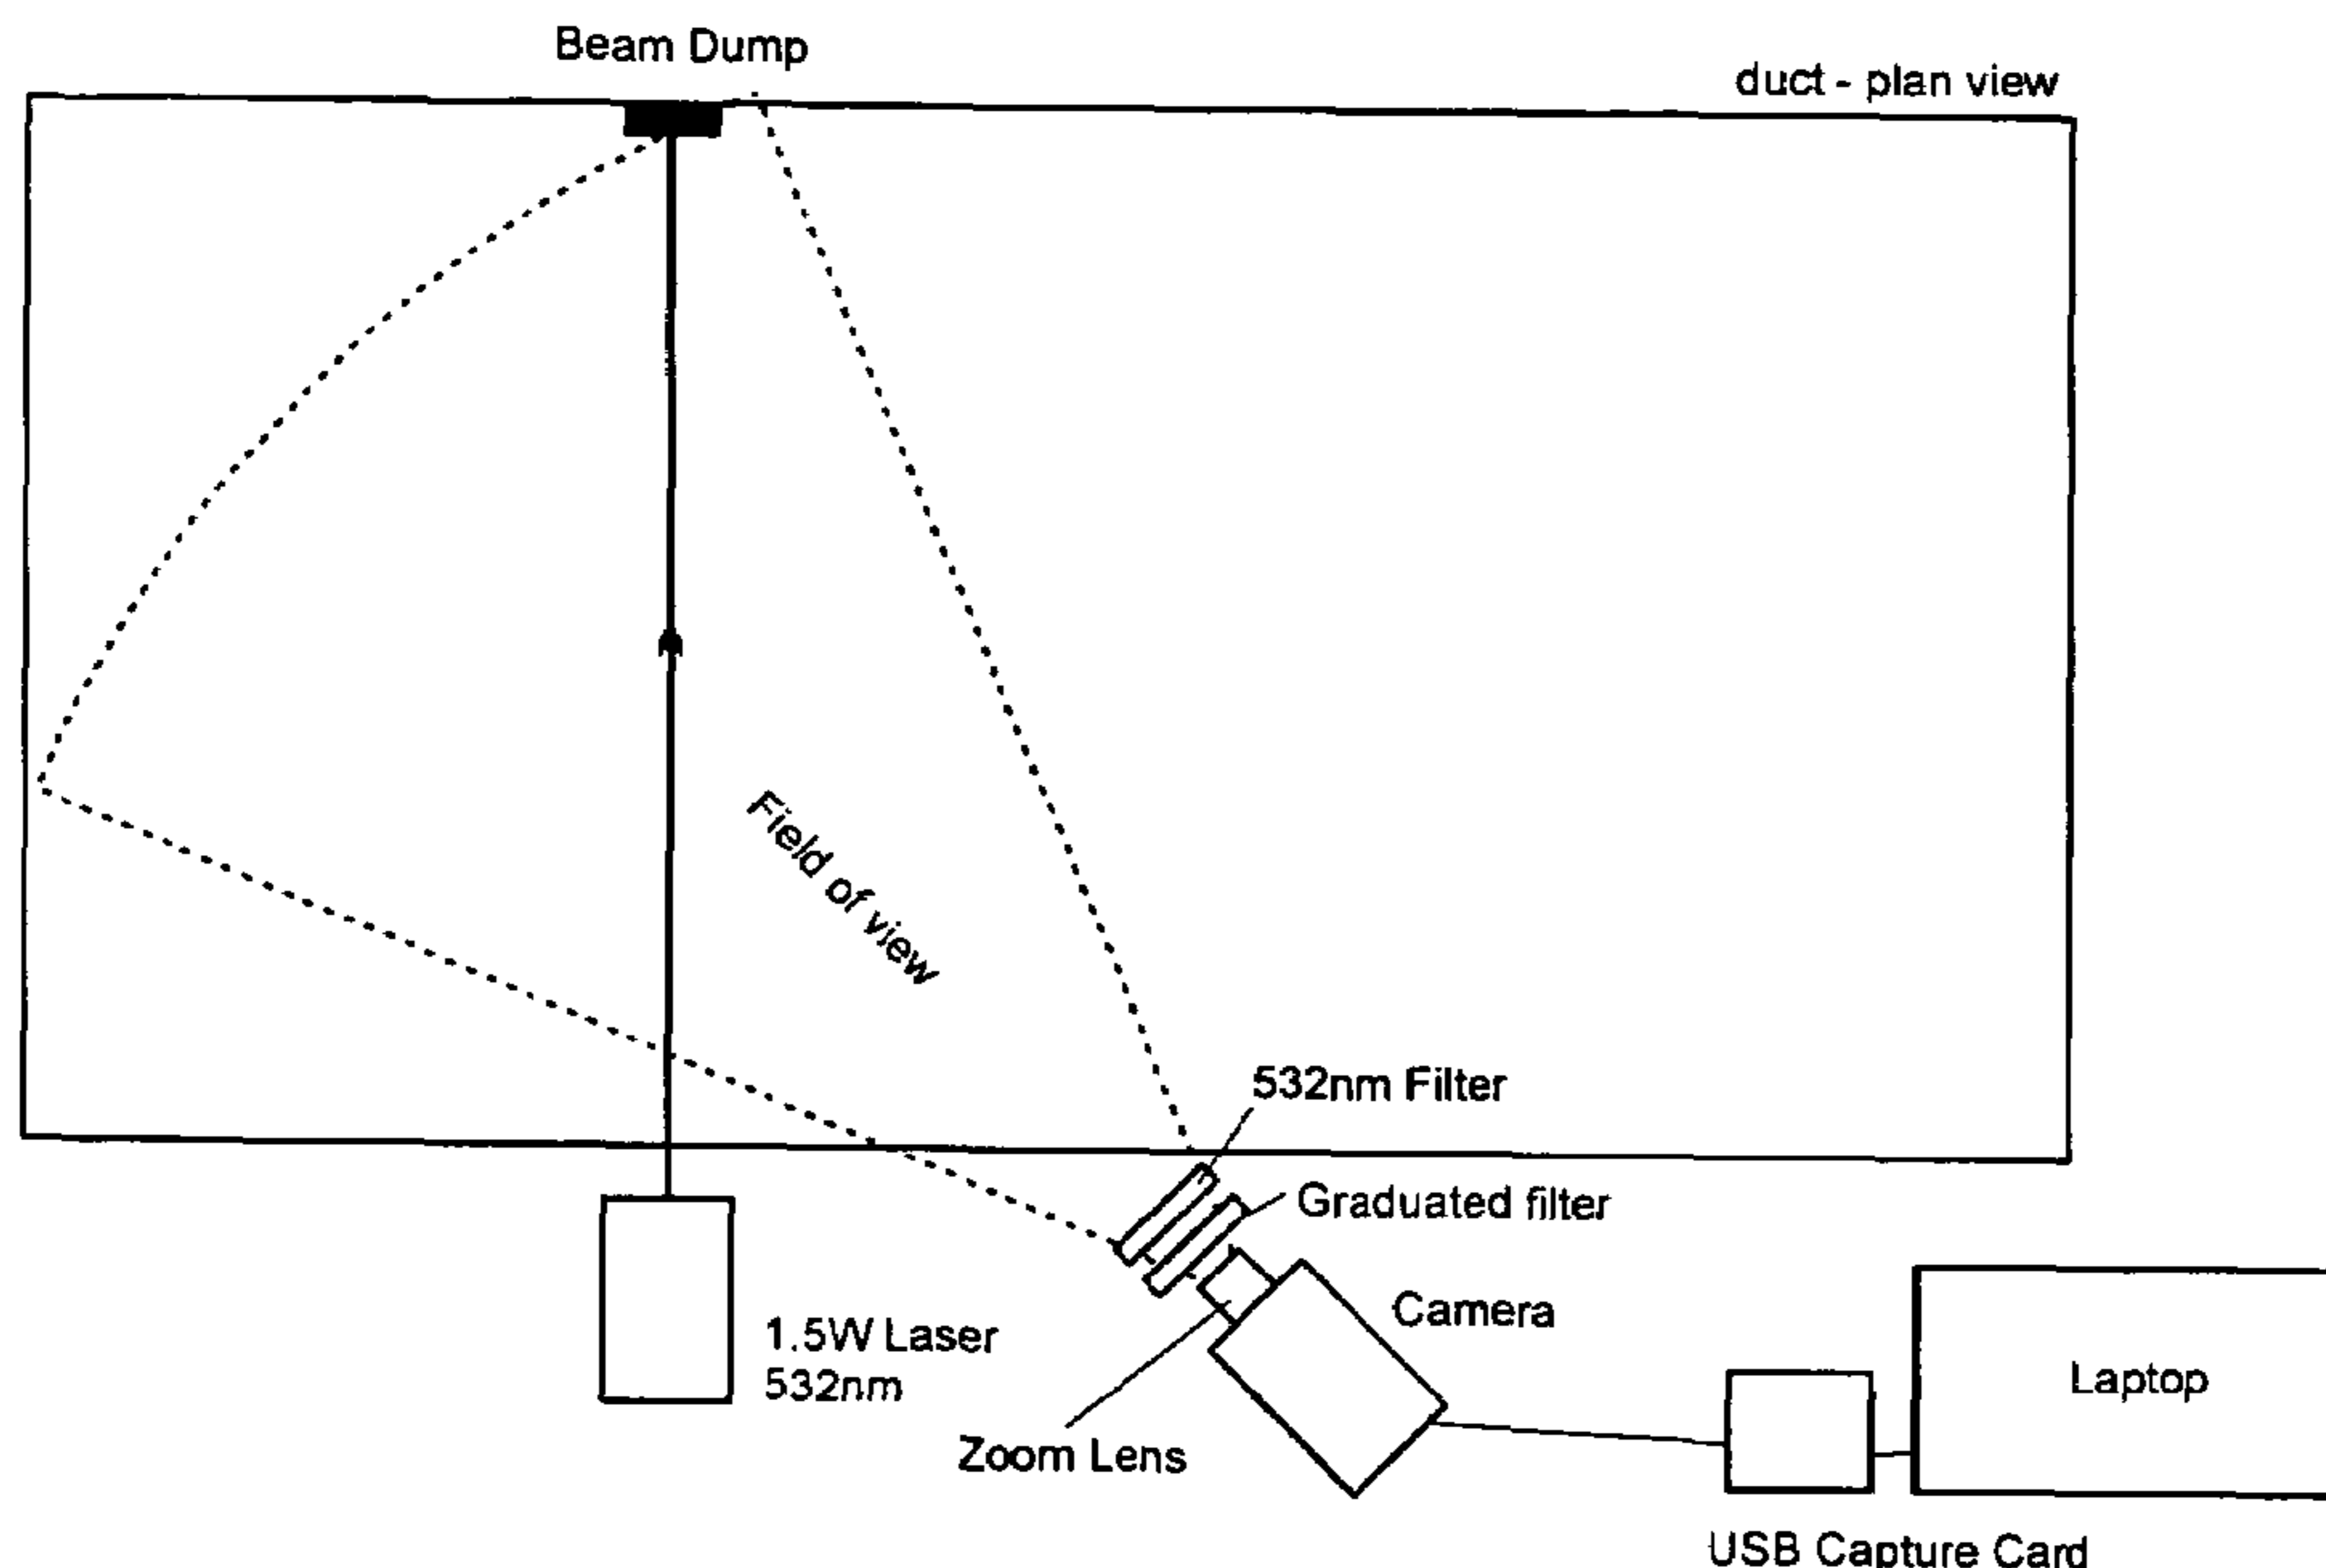 Beam Dump
duct - plan view
Field of view
532nm Filter
Graduated filter
Camera
1.5W Laser
532nm
Zoom Lens
Laptop
USB Capture Card